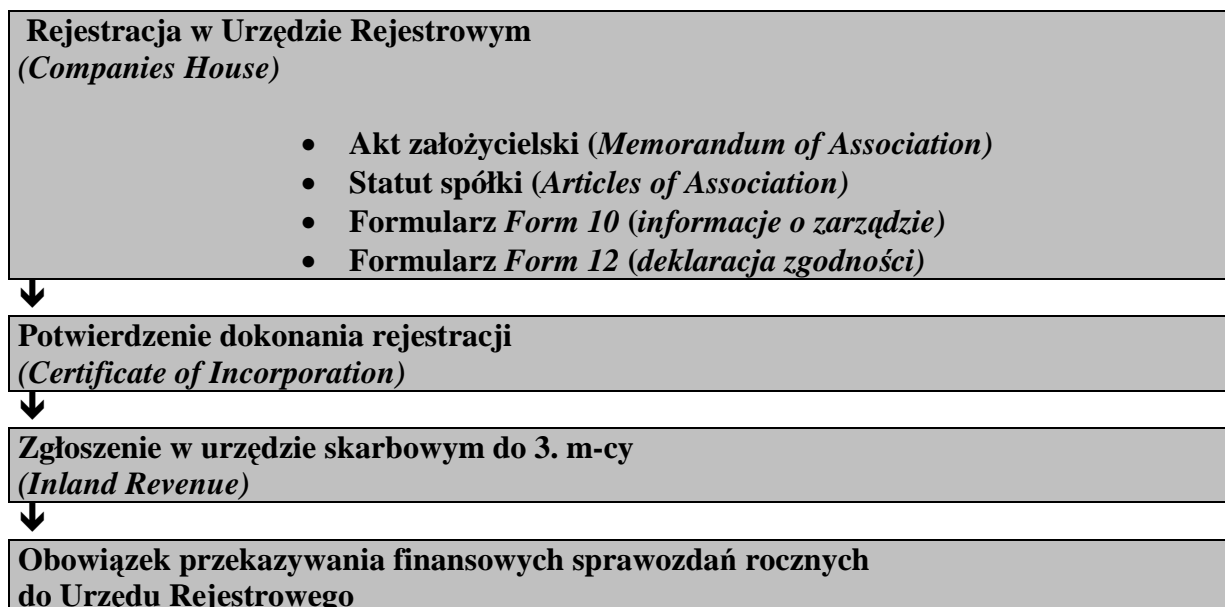 Rejestracja w Urzędzie Rejestrowym
(Companies House)
• Akt założycielski (Memorandum of Association)
• Statut spółki (Articles of Association)
• Formularz Form 10 (informacje o zarządzie)
• Formularz Form 12 (deklaracja zgodności)
Potwierdzenie dokonania rejestracji
(Certificate of Incorporation)
Zgłoszenie w urzędzie skarbowym do 3. m-cy
(Inland Revenue)
Obowiązek przekazywania finansowych sprawozdań rocznych
do Urzędu Rejestrowego